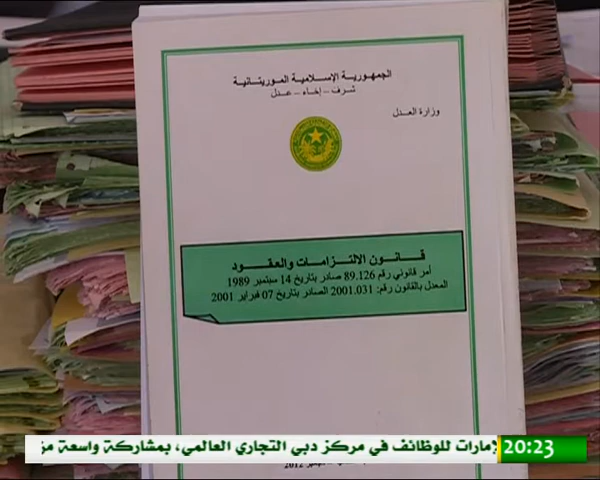 الجمهورية الإسلامية الموريتانية
شرف – إخاء – عدل
وزارة العدل
قانون الالتزامات والعقود
أمر قانوني رقم 89.126 صادر بتاريخ 14 سبتمبر 1989
المعدل بالقانون رقم: 2001.031 الصادر بتاريخ 07 فبراير 2001
للوظائف في مركز دبي التجاري العالمي، بمشاركة واسعة
20:23
2012